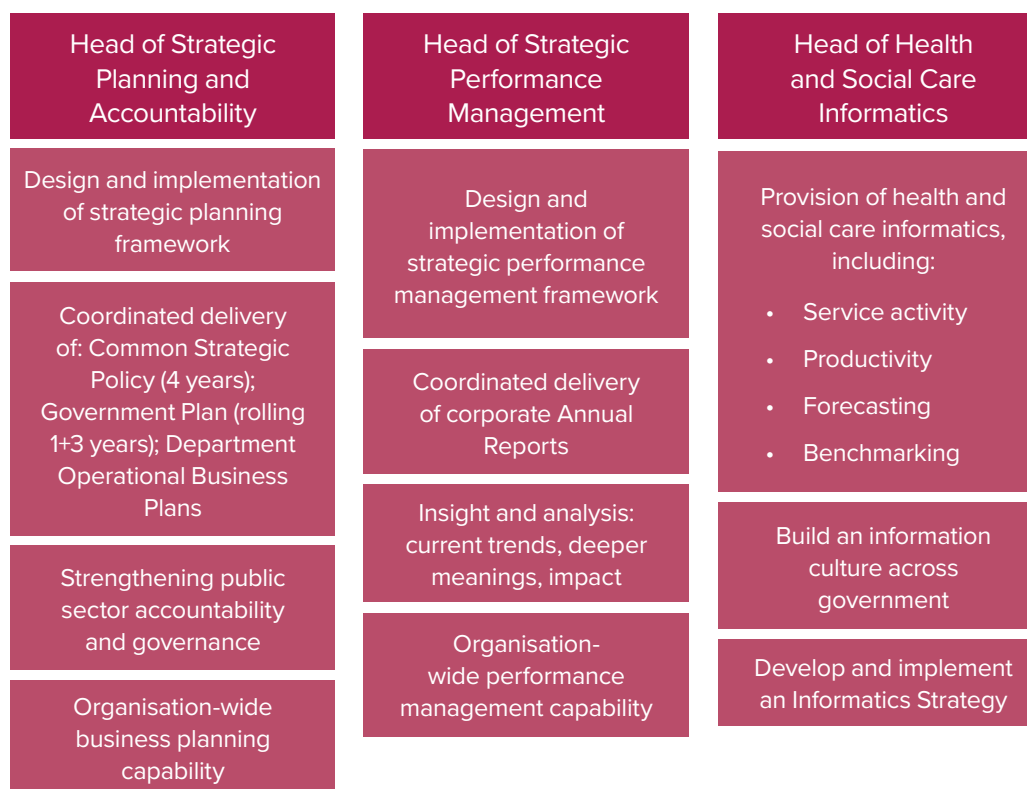 Head of Strategic
Planning and
Accountability
Design and implementation
of strategic planning
framework
Coordinated delivery
of: Common Strategic
Policy (4 years);
Government Plan (rolling
1+3 years); Department
Operational Business
Plans
Strengthening public
sector accountability
and governance
Organisation-wide
business planning
capability
Head of Strategic
Performance
Management
Design and
implementation of
strategic performance
management framework
Coordinated delivery
of corporate Annual
Reports
Insight and analysis:
current trends, deeper
meanings, impact
Organisation-
wide performance
management capability
Head of Health
and Social Care
Informatics
Provision of health and
social care informatics,
including:
• Service activity
• Productivity
• Forecasting
• Benchmarking
Build an information
culture across
government
Develop and implement
an Informatics Strategy